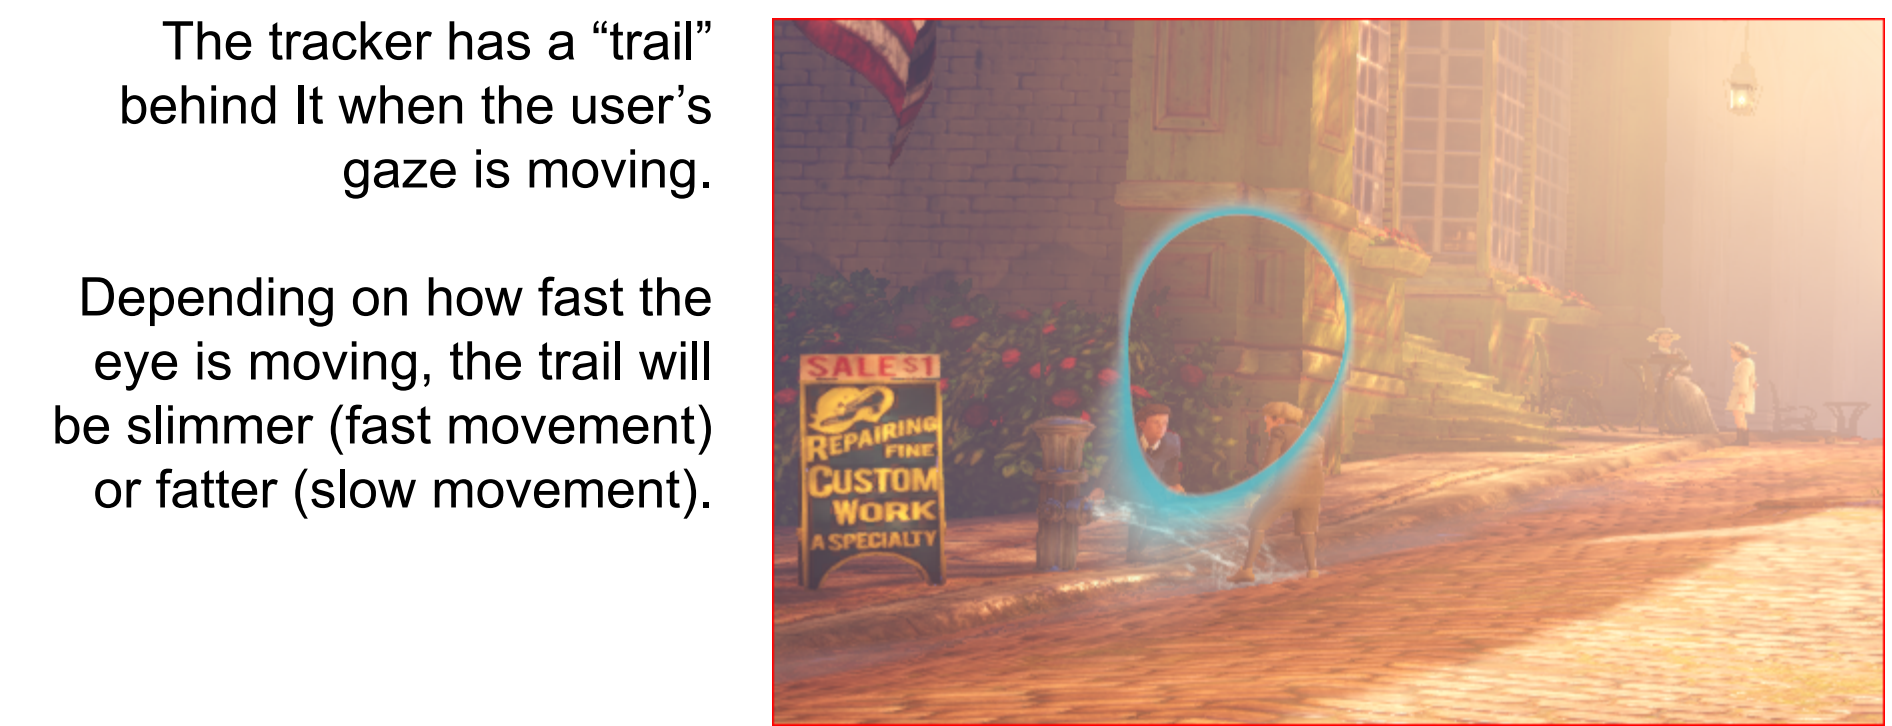 The tracker has a “trail”
behind It when the user’s
gaze is moving.
Depending on how fast the
eye is moving, the trail will
be slimmer (fast movement)
or fatter (slow movement).
SALE $1
REPAIRING
FINE
CUSTOM
WORK
A SPECIALTY